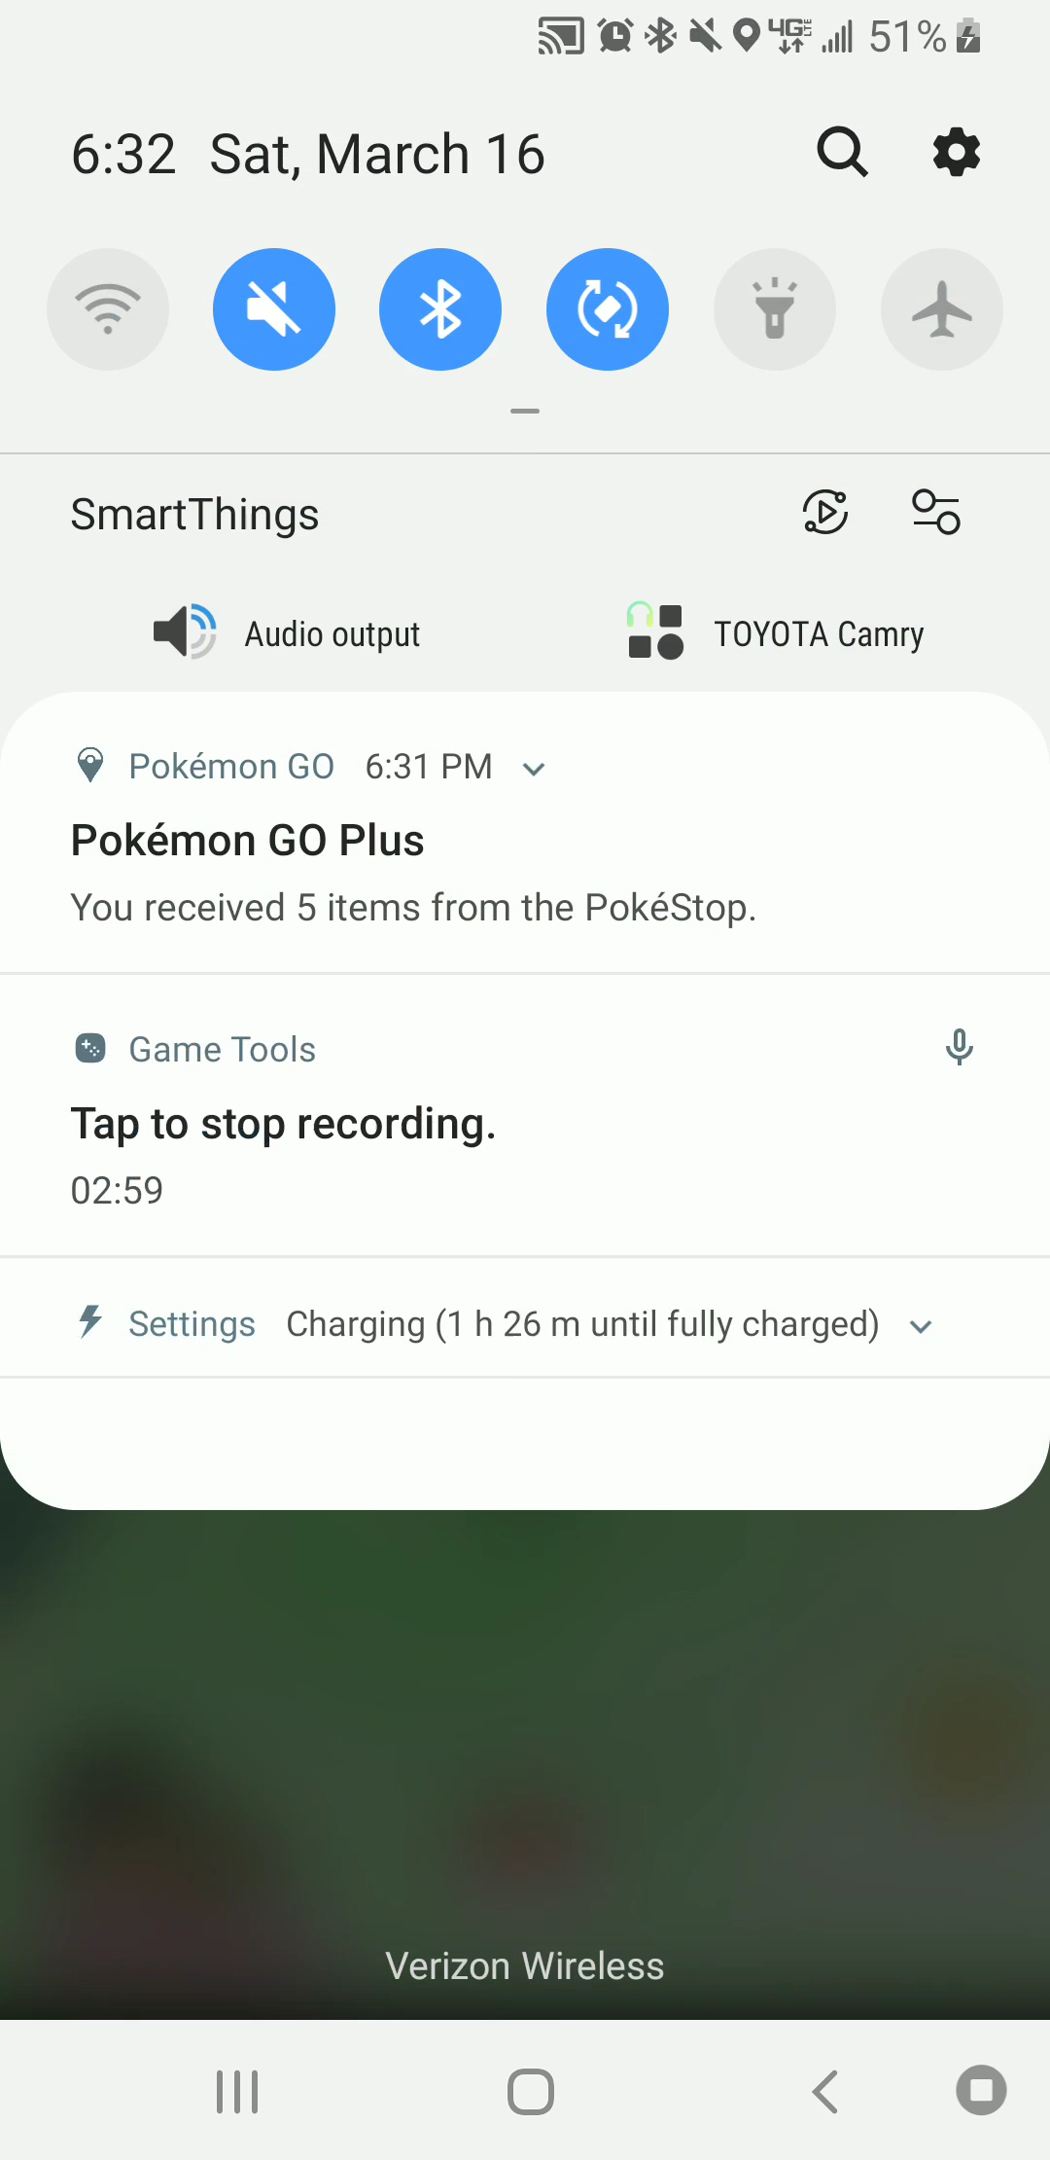 4G LTE 51%
6:32 Sat, March 16
SmartThings
Audio output TOYOTA Camry
Pokémon GO 6:31 PM
Pokémon GO Plus
You received 5 items from the PokéStop.
Game Tools
Tap to stop recording.
02:59
Settings Charging (1 h 26 m until fully charged)
Verizon Wireless